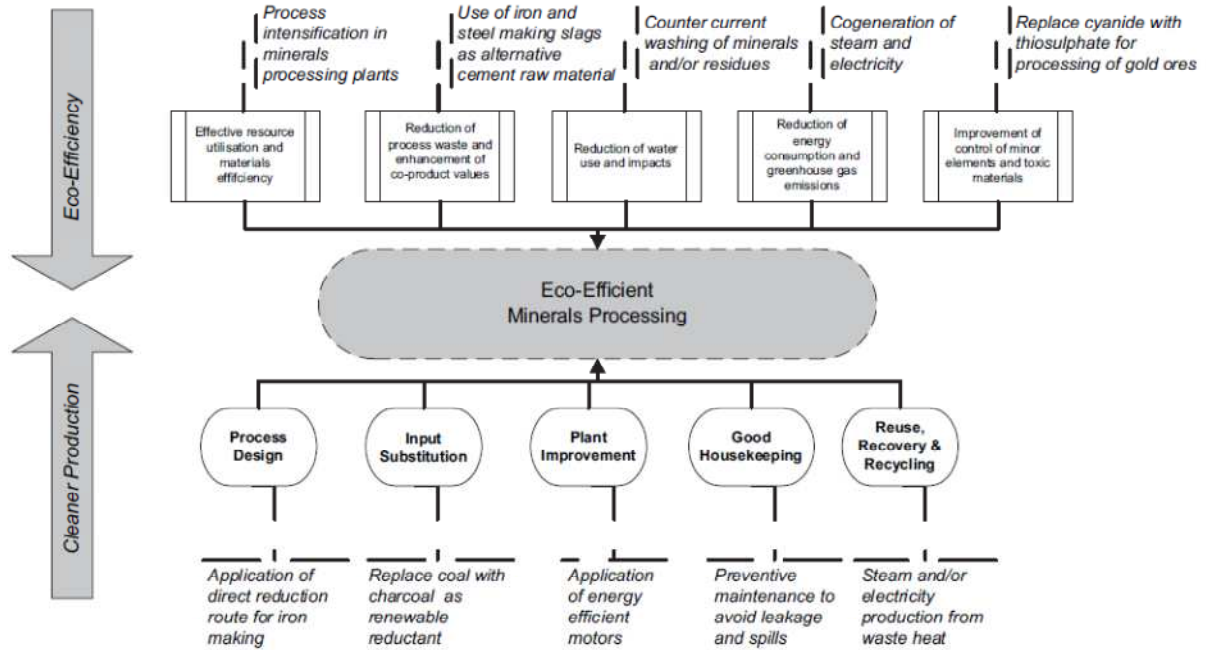 Process
intensification in
minerals
processing plants
Use of iron and
steel making slags
as alternative
cement raw material
Counter current
washing of minerals
and/or residues
Cogeneration of
steam and
electricity
Replace cyanide with
thiosulphate for
processing of gold ores
Eco-Efficiency
Effective resource
utilisation and
materials
effifciency
Reduction of
process waste and
enhancement of
co-product values
Reduction of water
use and impacts
Reduction of
energy
consumption and
greenhouse gas
emissions
Improvement of
control of minor
elements and toxic
materials
Eco-Efficient
Minerals Processing
Cleaner Production
Process
Design
Input
Substitution
Plant
Improvement
Good
Housekeeping
Reuse,
Recovery &
Recycling
Application of
direct reduction
route for iron
making
Replace coal with
charcoal as
renewable
reductant
Application
of energy
efficient
motors
Preventive
maintenance to
avoid leakage
and spills
Steam and/or
electricity
production from
waste heat